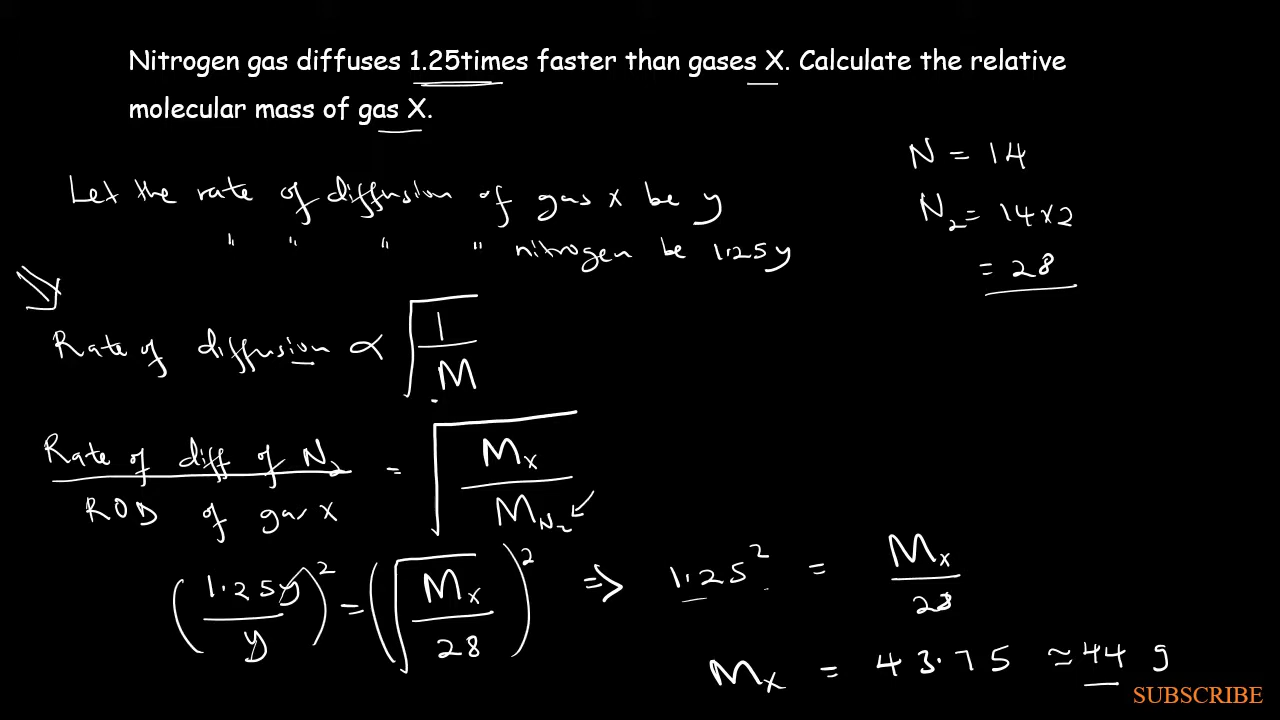 Nitrogen gas diffuses 1.25times faster than gases X. Calculate the relative
molecular mass of gas X.
N = 14
N₂ = 14 x 2
= 28
Let the rate of diffusion of gas x be y
" " " " nitrogen be 1.25y
Rate of diffusion ∝ √(1/M)
Rate of diff of N₂ / ROD of gas x = √(Mx/MN₂)
(1.25y/y)² = (√(Mx/28))² => 1.25² = Mx/28
Mx = 43.75 ≈ 44 g
SUBSCRIBE